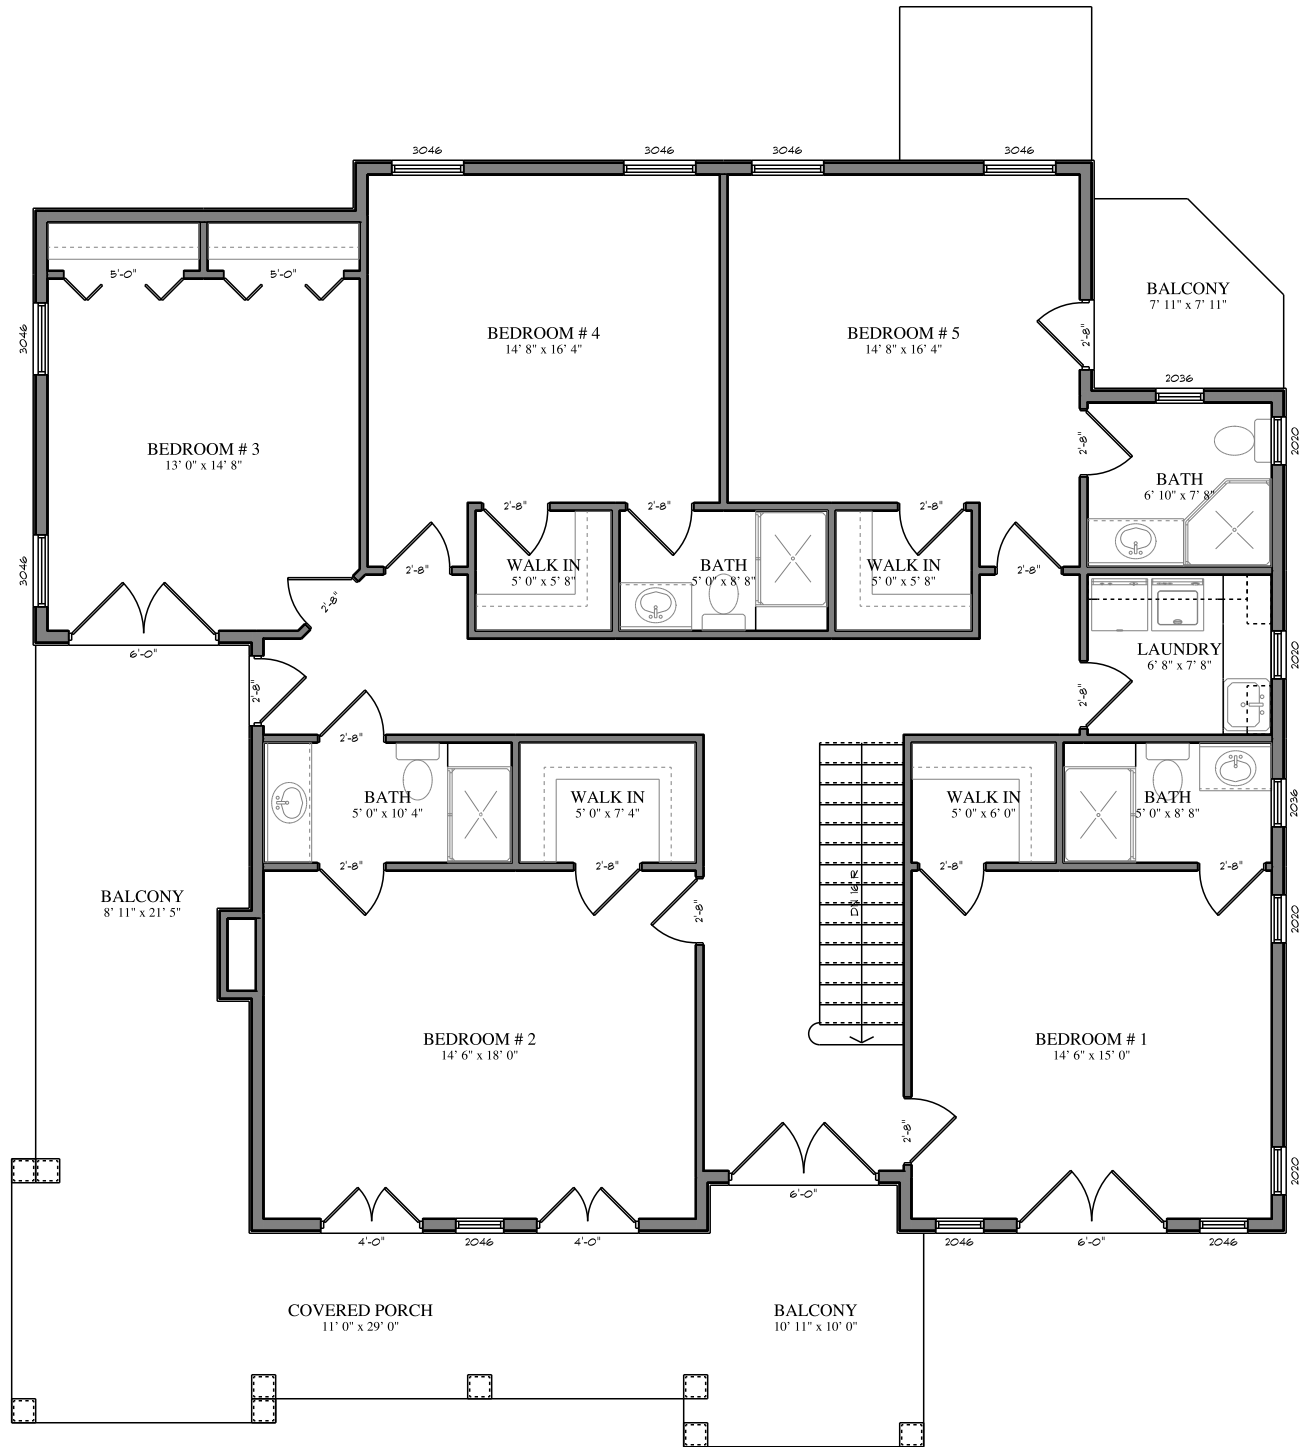 3046
3046
3046
3046
5'-0"
5'-0"
BALCONY
7' 11" x 7' 11"
3046
BEDROOM # 4
14' 8" x 16' 4"
BEDROOM # 5
14' 8" x 16' 4"
2'-8"
2036
BEDROOM # 3
13' 0" x 14' 8"
2'-8"
2020
BATH
6' 10" x 7' 8"
2'-8"
2'-8"
2'-8"
3046
2'-8"
WALK IN
5' 0" x 5' 8"
BATH
5' 0" x 8' 8"
WALK IN
5' 0" x 5' 8"
2'-8"
2'-8"
6'-0"
LAUNDRY
6' 8" x 7' 8"
2020
2'-8"
2'-8"
2'-8"
BATH
5' 0" x 10' 4"
WALK IN
5' 0" x 7' 4"
WALK IN
5' 0" x 6' 0"
BATH
5' 0" x 8' 8"
2036
2'-8"
2'-8"
2'-8"
2'-8"
BALCONY
8' 11" x 21' 5"
DN 16 R
2'-8"
2020
BEDROOM # 2
14' 6" x 18' 0"
BEDROOM # 1
14' 6" x 15' 0"
2'-8"
2020
6'-0"
4'-0"
2046
4'-0"
2046
6'-0"
2046
COVERED PORCH
11' 0" x 29' 0"
BALCONY
10' 11" x 10' 0"